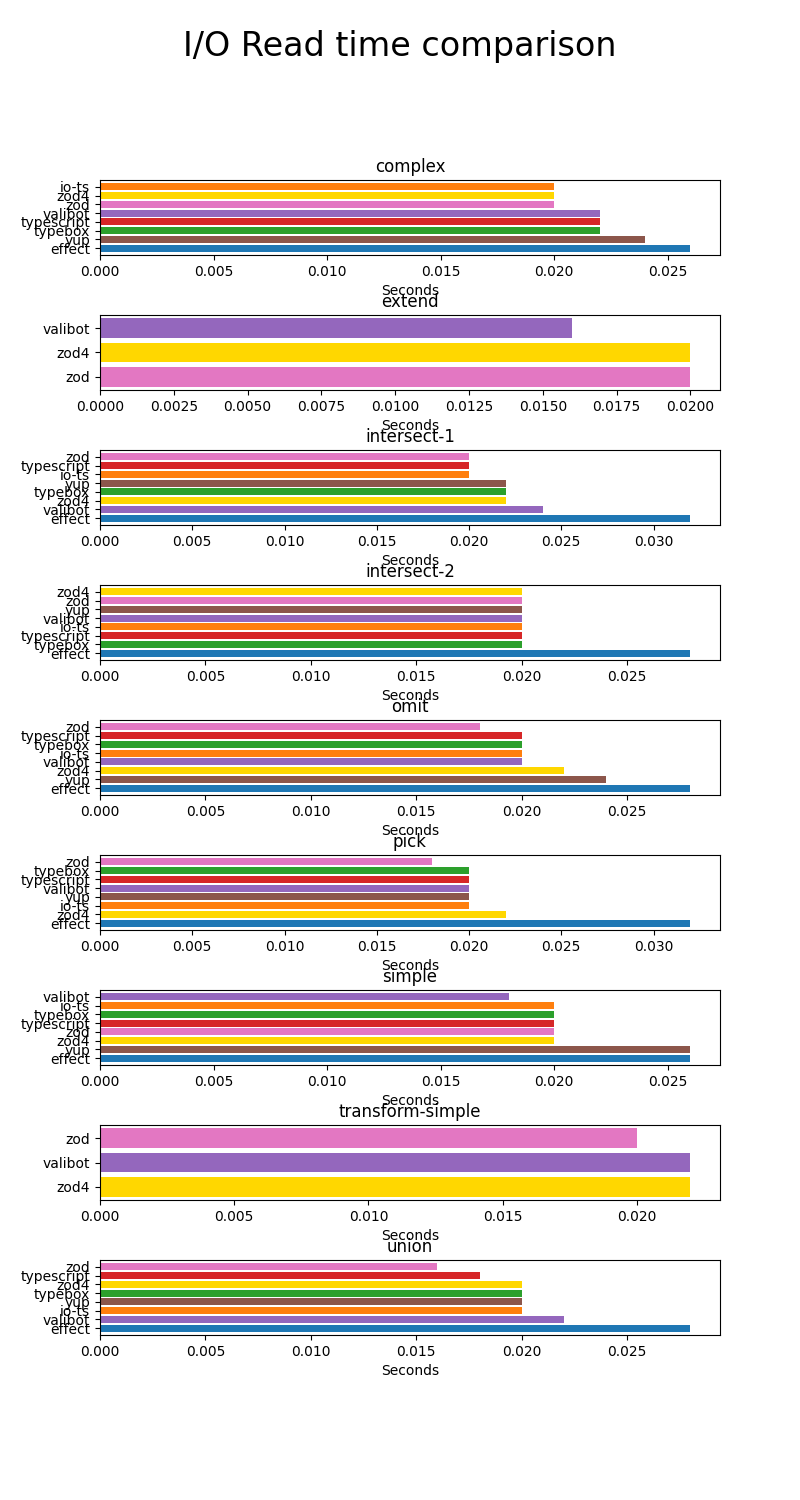 I/O Read time comparison
complex
io-ts
zod4
zod
valibot
typescript
typebox
yup
effect
0.000 0.005 0.010 0.015 0.020 0.025
Seconds
extend
valibot
zod4
zod
0.0000 0.0025 0.0050 0.0075 0.0100 0.0125 0.0150 0.0175 0.0200
Seconds
intersect-1
zod
typescript
io-ts
yup
typebox
zod4
valibot
effect
0.000 0.005 0.010 0.015 0.020 0.025 0.030
Seconds
intersect-2
zod4
zod
yup
valibot
io-ts
typescript
typebox
effect
0.000 0.005 0.010 0.015 0.020 0.025
Seconds
omit
zod
typescript
typebox
io-ts
valibot
zod4
yup
effect
0.000 0.005 0.010 0.015 0.020 0.025
Seconds
pick
zod
typebox
typescript
valibot
yup
io-ts
zod4
effect
0.000 0.005 0.010 0.015 0.020 0.025 0.030
Seconds
simple
valibot
io-ts
typebox
typescript
zod
zod4
yup
effect
0.000 0.005 0.010 0.015 0.020 0.025
Seconds
transform-simple
zod
valibot
zod4
0.000 0.005 0.010 0.015 0.020
Seconds
union
zod
typescript
zod4
typebox
yup
io-ts
valibot
effect
0.000 0.005 0.010 0.015 0.020 0.025
Seconds